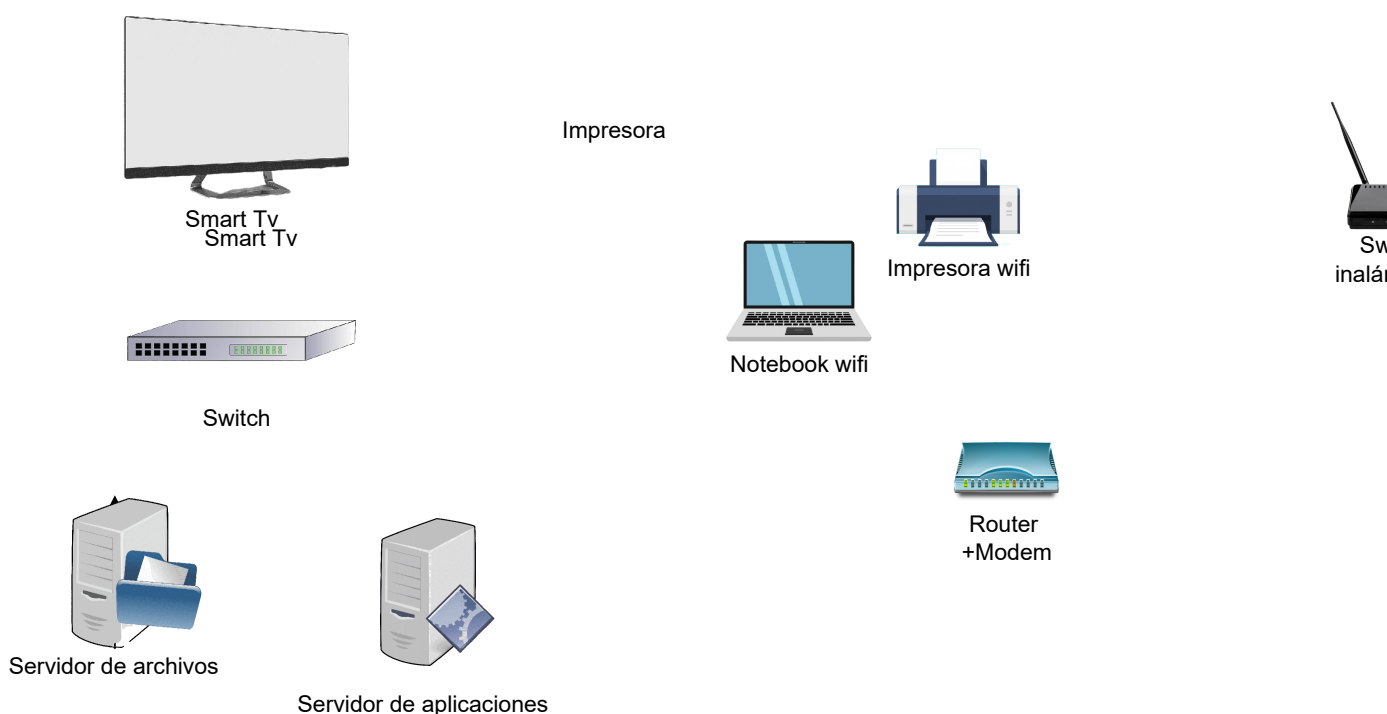 Impresora
Smart Tv
Smart Tv
Impresora wifi
Notebook wifi
Switch
Router
+Modem
Servidor de archivos
Servidor de aplicaciones